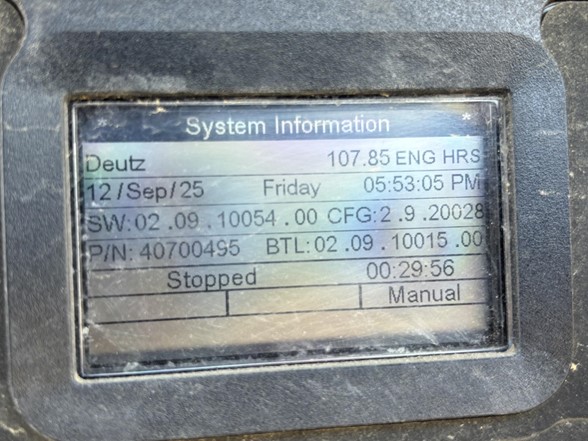 * System Information *
Deutz 107.85 ENG HRS
12/Sep/25 Friday 05:53:05 PM
SW:02.09.10054.00 CFG:2.9.20028
P/N: 40700495 BTL:02.09.10015.00
Stopped 00:29:56
Manual